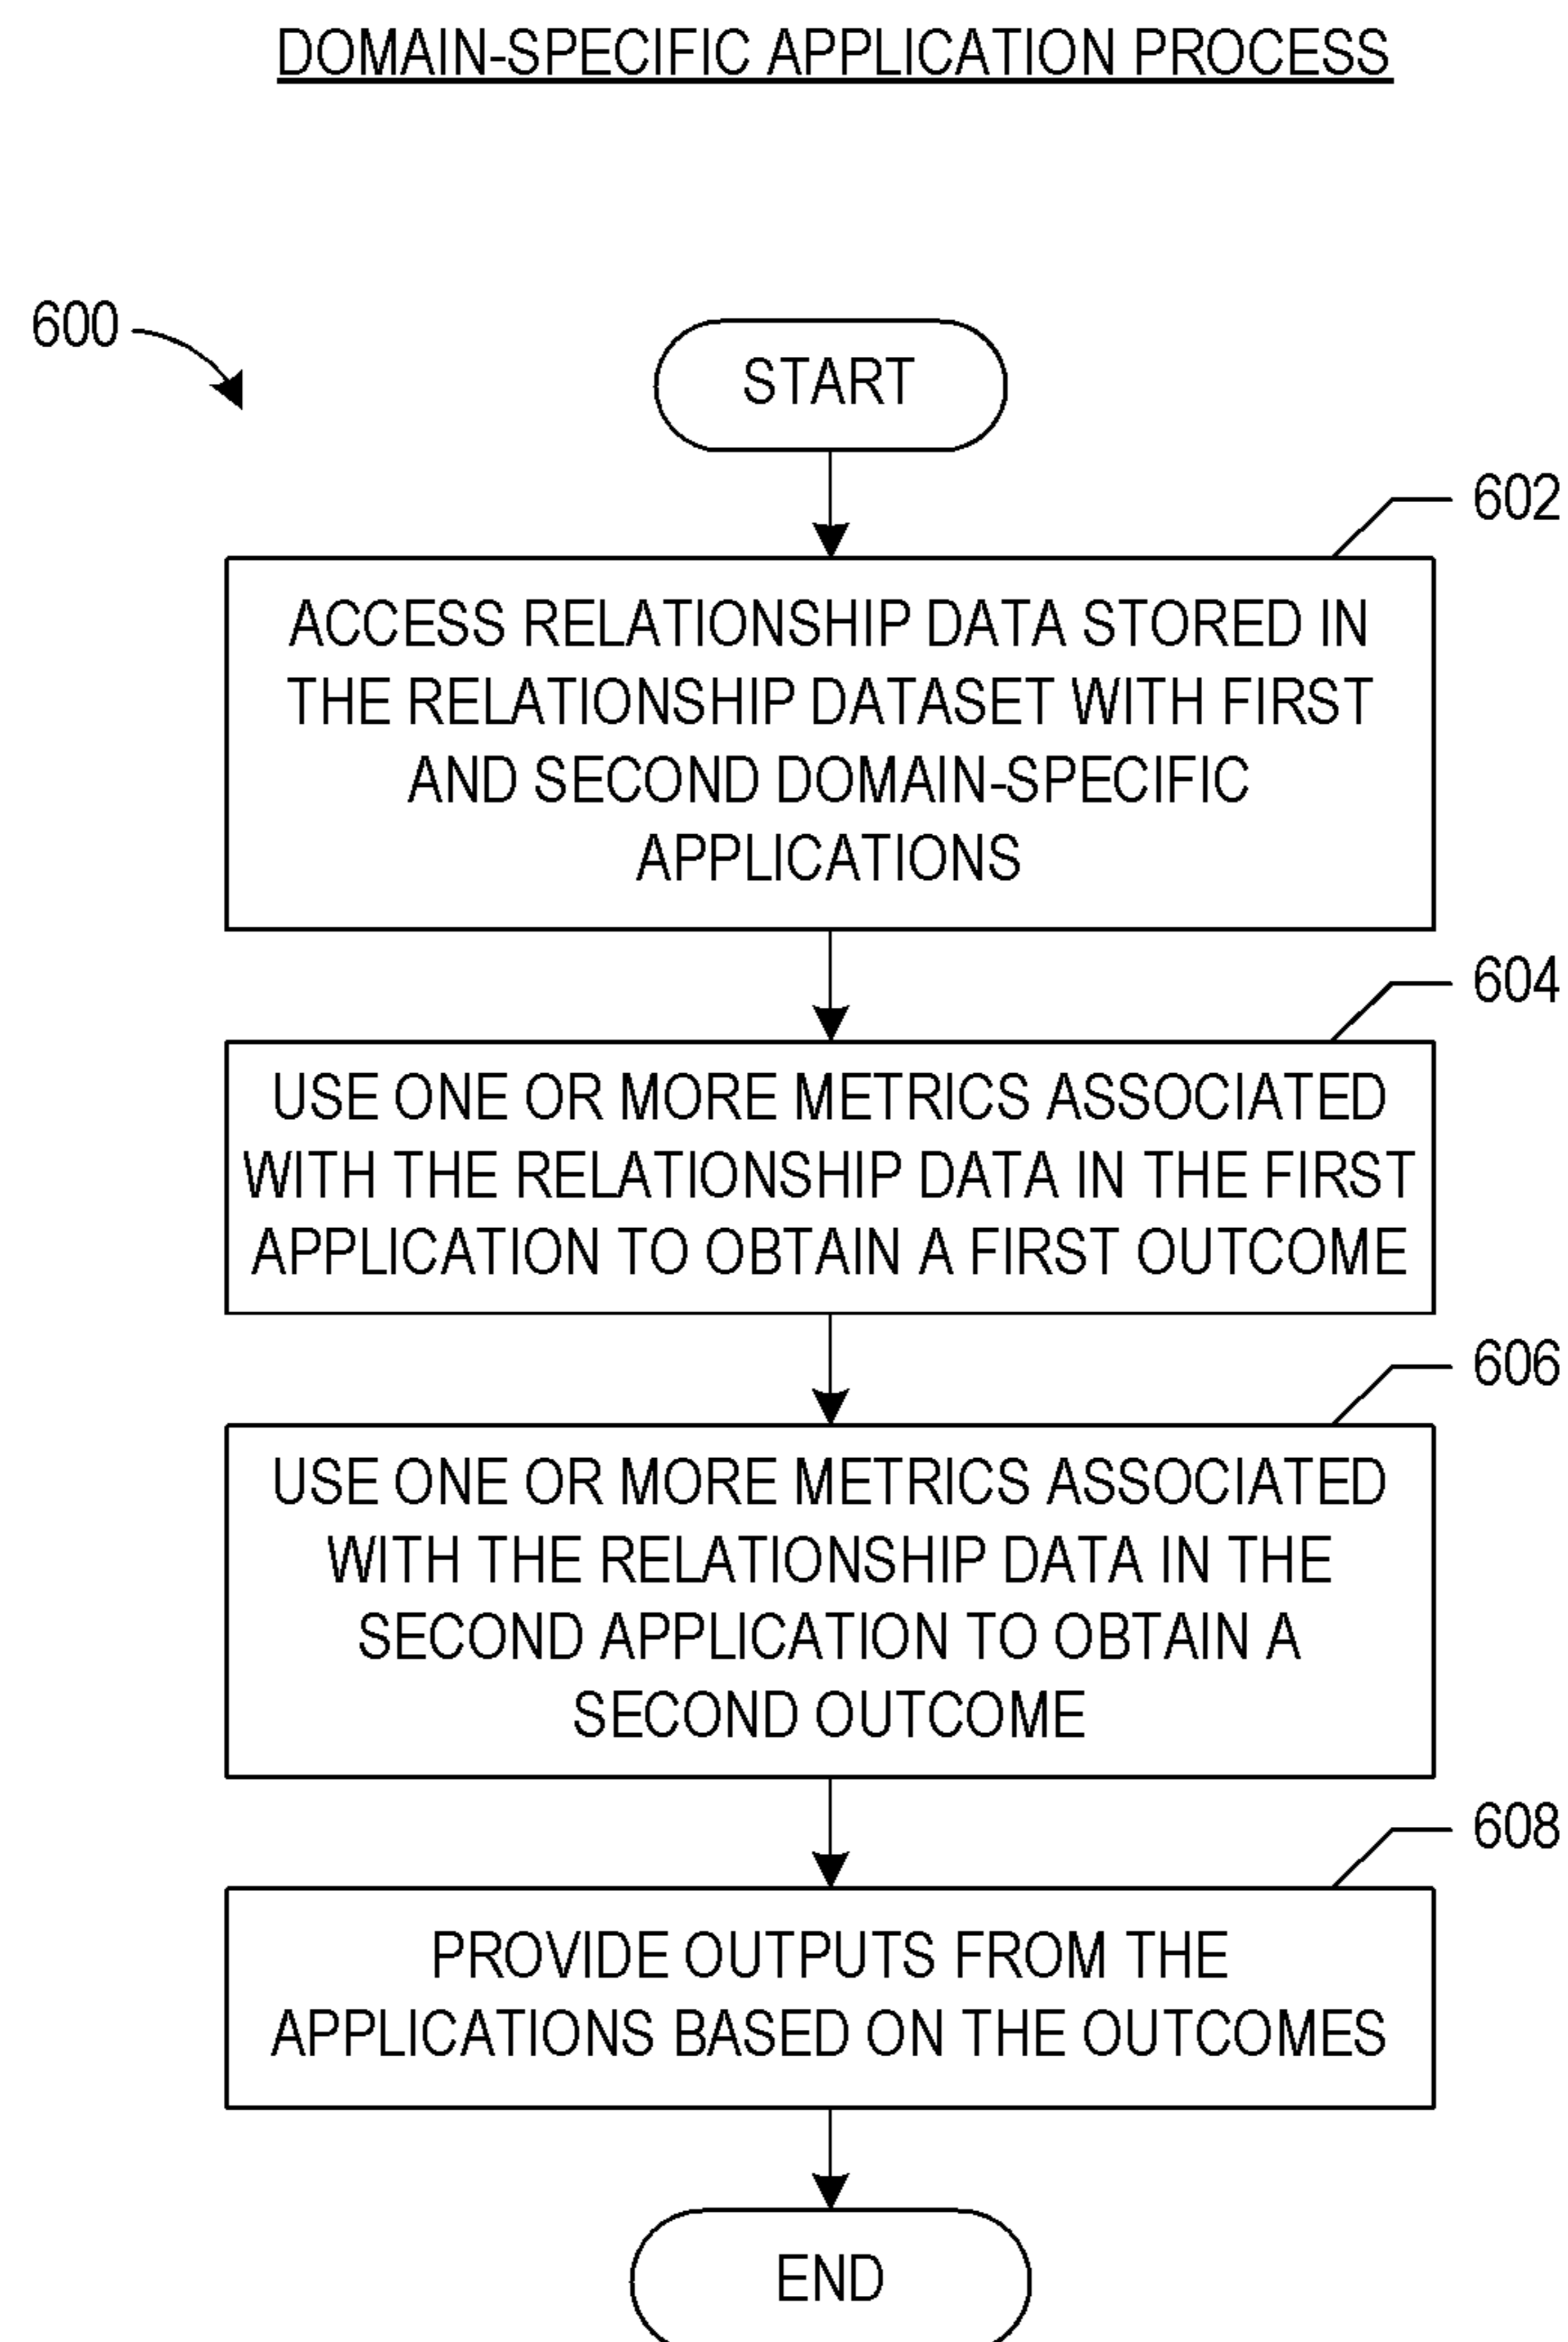 DOMAIN-SPECIFIC APPLICATION PROCESS
600
START
602
ACCESS RELATIONSHIP DATA STORED IN
THE RELATIONSHIP DATASET WITH FIRST
AND SECOND DOMAIN-SPECIFIC
APPLICATIONS
604
USE ONE OR MORE METRICS ASSOCIATED
WITH THE RELATIONSHIP DATA IN THE FIRST
APPLICATION TO OBTAIN A FIRST OUTCOME
606
USE ONE OR MORE METRICS ASSOCIATED
WITH THE RELATIONSHIP DATA IN THE
SECOND APPLICATION TO OBTAIN A
SECOND OUTCOME
608
PROVIDE OUTPUTS FROM THE
APPLICATIONS BASED ON THE OUTCOMES
END